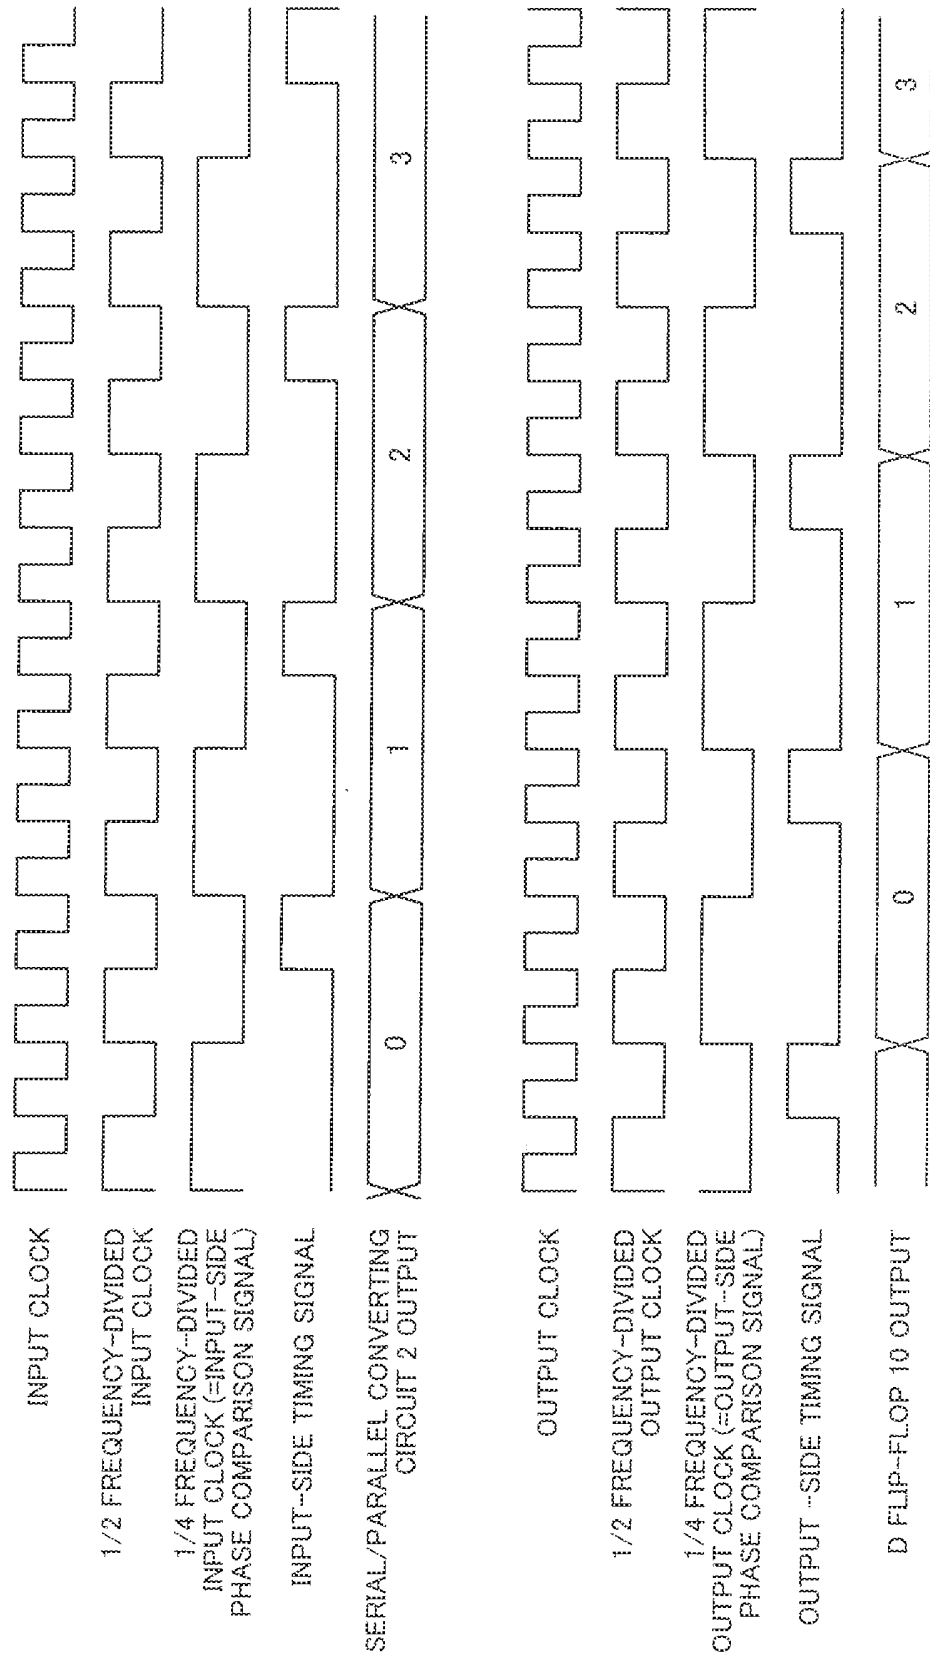 INPUT CLOCK
1/2 FREQUENCY-DIVIDED
INPUT CLOCK
1/4 FREQUENCY-DIVIDED
INPUT CLOCK (=INPUT-SIDE
PHASE COMPARISON SIGNAL)
INPUT-SIDE TIMING SIGNAL
SERIAL/PARALLEL CONVERTING
CIRCUIT 2 OUTPUT
0 1 2 3
OUTPUT CLOCK
1/2 FREQUENCY-DIVIDED
OUTPUT CLOCK
1/4 FREQUENCY-DIVIDED
OUTPUT CLOCK (=OUTPUT-SIDE
PHASE COMPARISON SIGNAL)
OUTPUT-SIDE TIMING SIGNAL
D FLIP-FLOP 10 OUTPUT
0 1 2 3